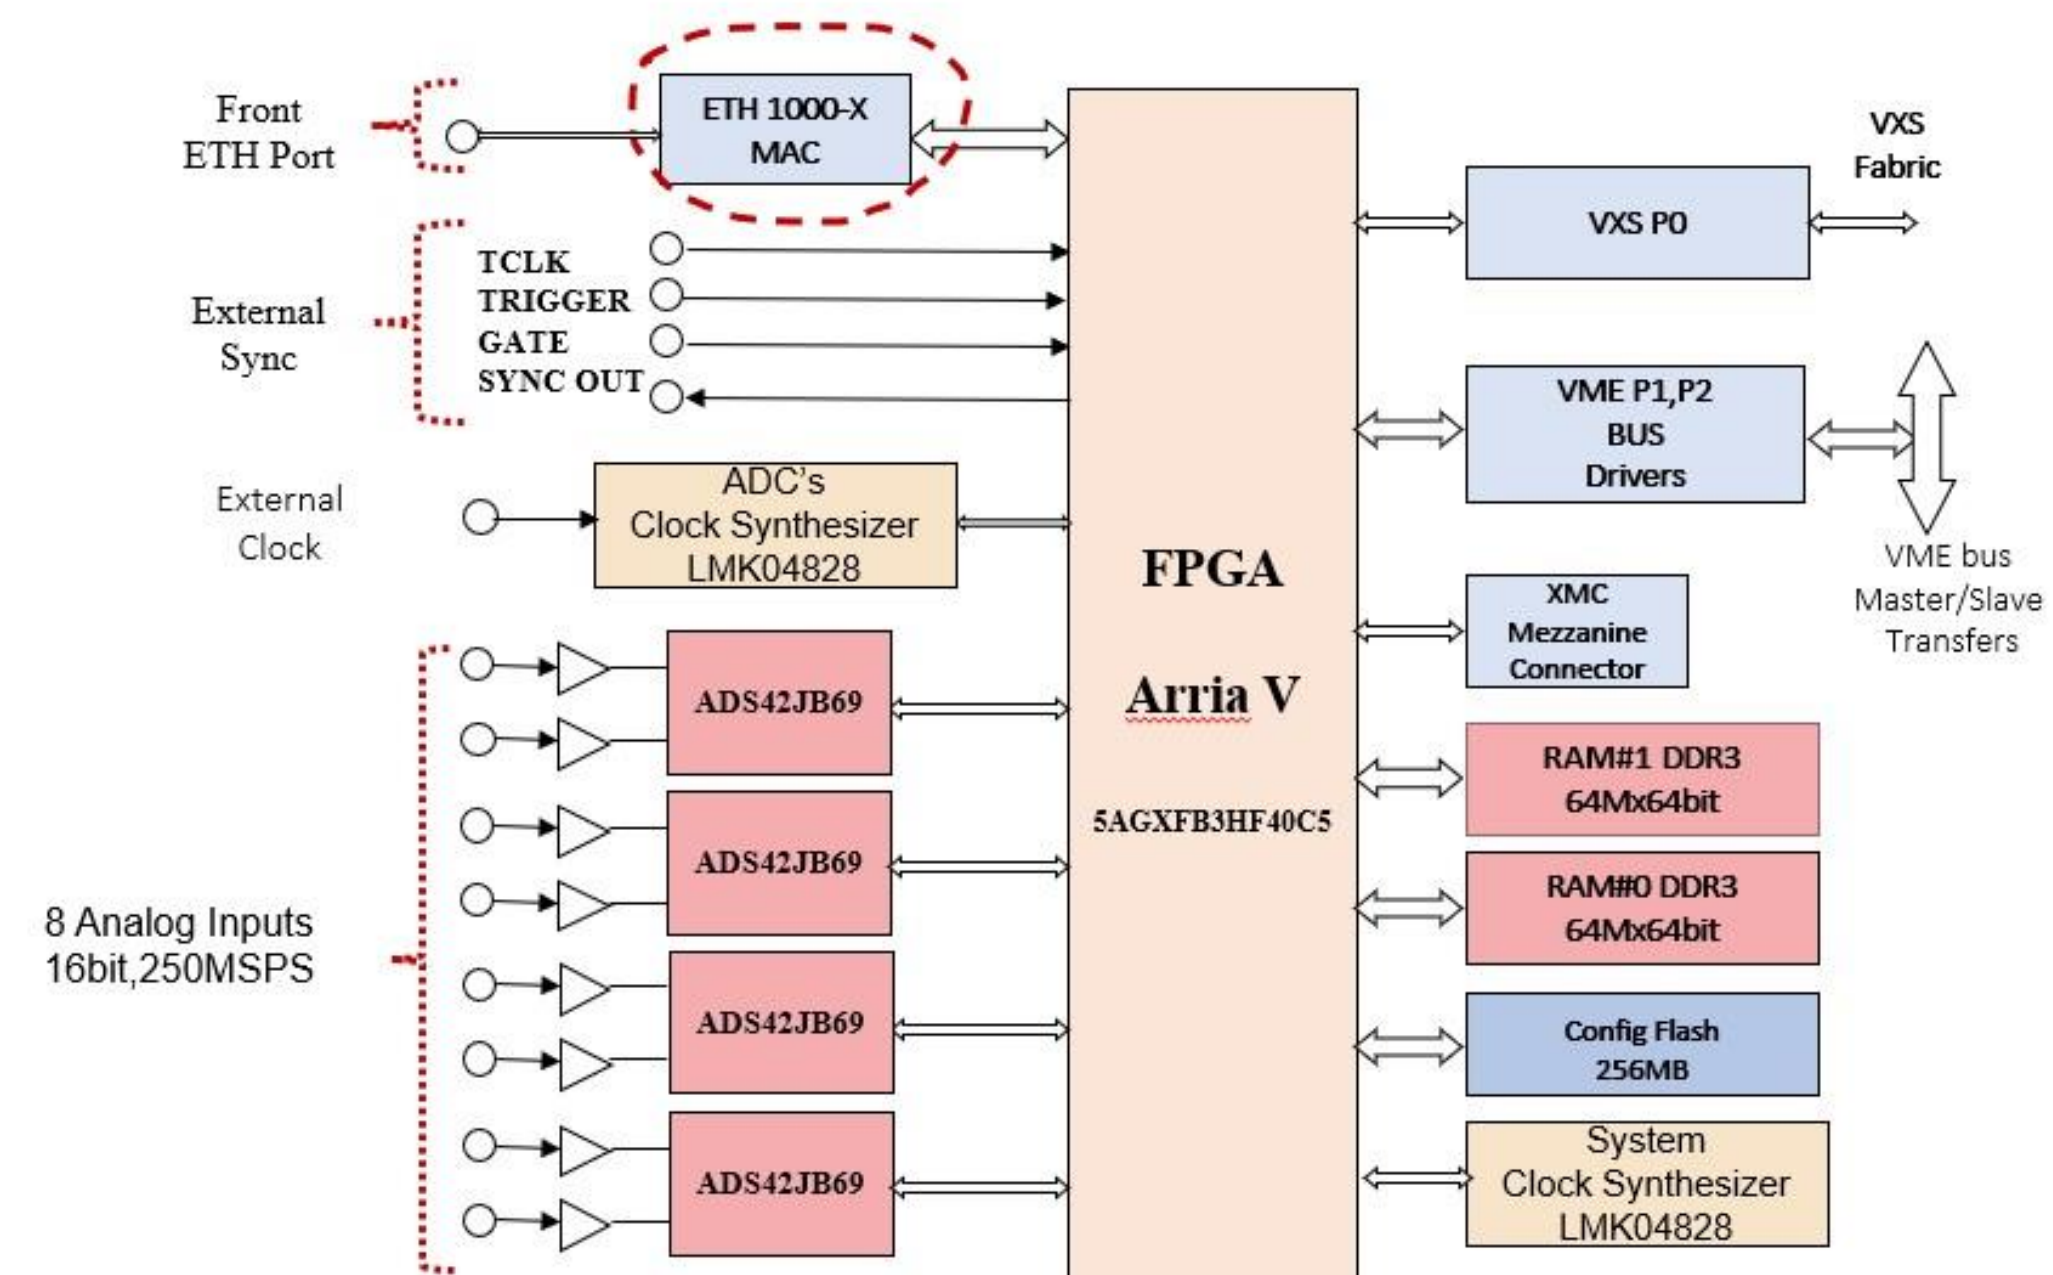 Front
ETH Port
ETH 1000-X
MAC
External
Sync
TCLK
TRIGGER
GATE
SYNC OUT
External
Clock
ADC’s
Clock Synthesizer
LMK04828
8 Analog Inputs
16bit,250MSPS
ADS42JB69
ADS42JB69
ADS42JB69
ADS42JB69
FPGA
Arria V
5AGXFB3HF40C5
VXS
Fabric
VXS P0
VME P1,P2
BUS
Drivers
VME bus
Master/Slave
Transfers
XMC
Mezzanine
Connector
RAM#1 DDR3
64Mx64bit
RAM#0 DDR3
64Mx64bit
Config Flash
256MB
System
Clock Synthesizer
LMK04828